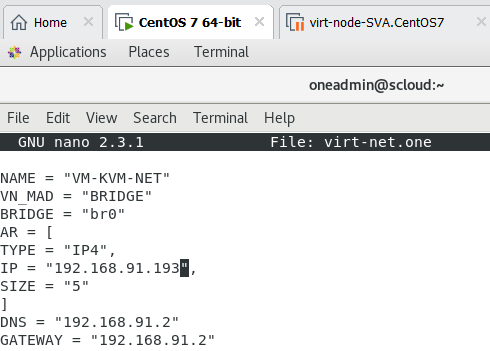 Home CentOS 7 64-bit virt-node-SVA.CentOS7
Applications Places Terminal
oneadmin@scloud:~
File Edit View Search Terminal Help
GNU nano 2.3.1 File: virt-net.one
NAME = "VM-KVM-NET"
VN_MAD = "BRIDGE"
BRIDGE = "br0"
AR = [
TYPE = "IP4",
IP = "192.168.91.193",
SIZE = "5"
]
DNS = "192.168.91.2"
GATEWAY = "192.168.91.2"